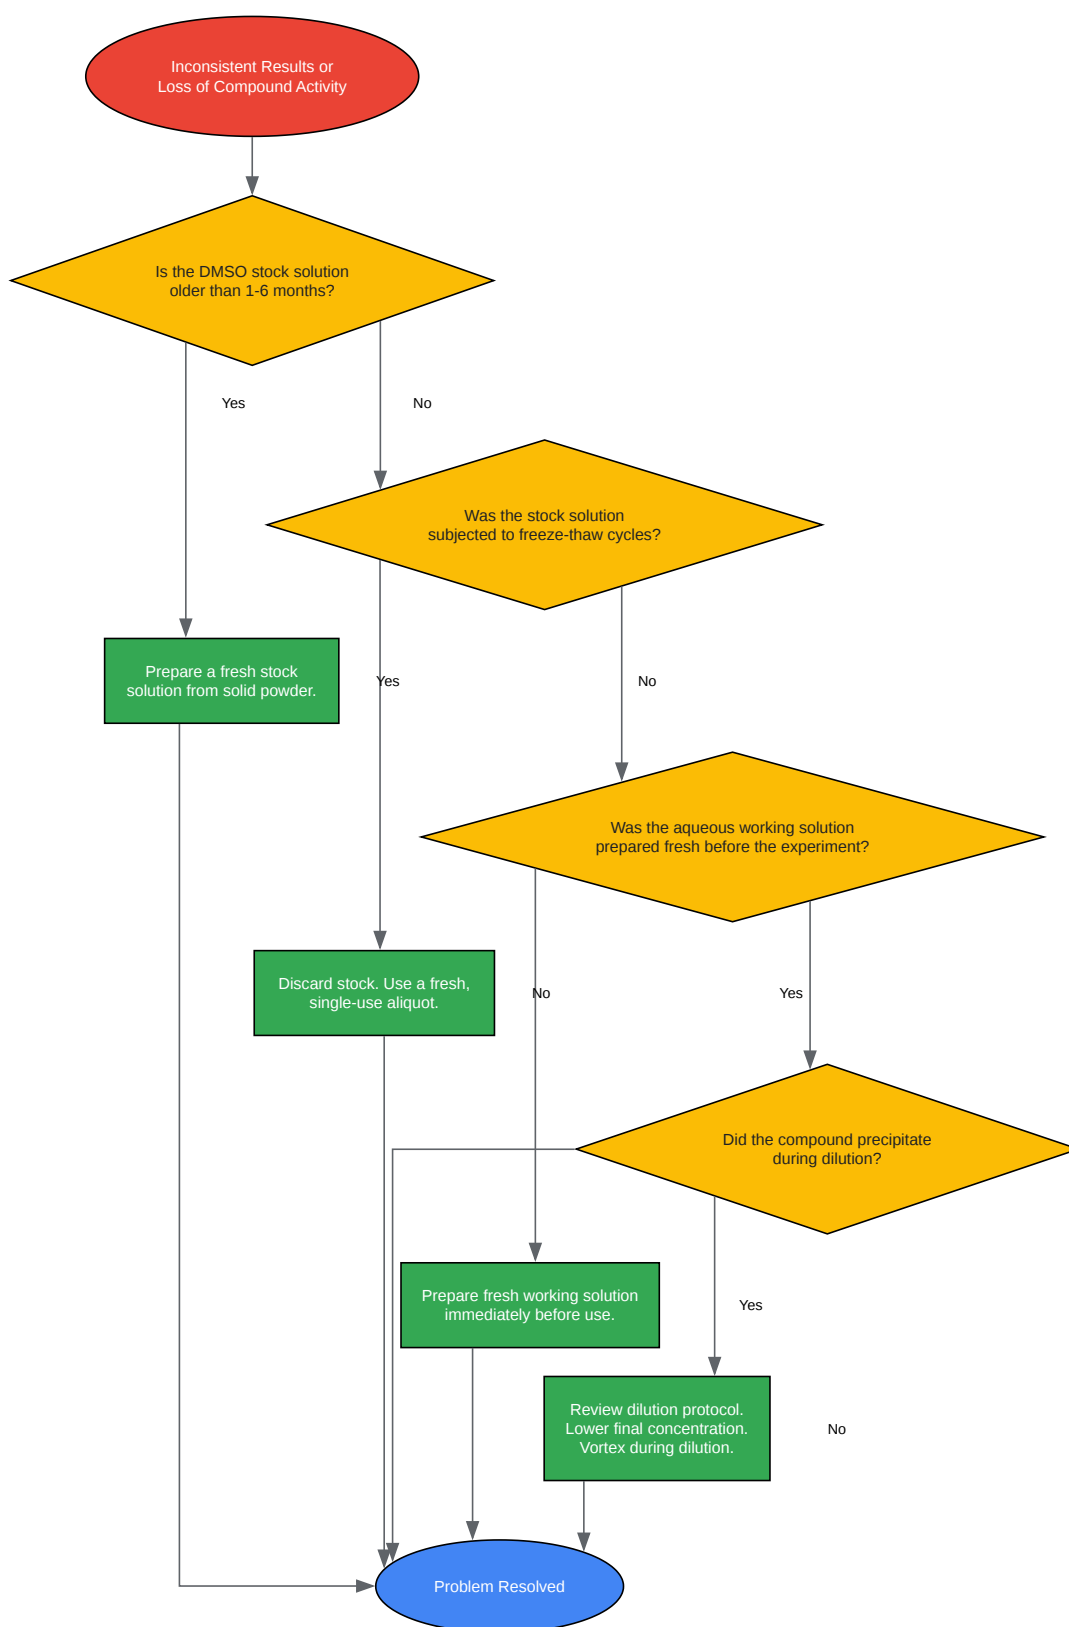 Inconsistent Results or
Loss of Compound Activity
Is the DMSO stock solution
older than 1-6 months?
Yes
No
Was the stock solution
subjected to freeze-thaw cycles?
Prepare a fresh stock
solution from solid powder.
Yes
No
Was the aqueous working solution
prepared fresh before the experiment?
Discard stock. Use a fresh,
single-use aliquot.
No
Yes
Did the compound precipitate
during dilution?
Prepare fresh working solution
immediately before use.
Yes
Review dilution protocol.
Lower final concentration.
Vortex during dilution.
No
Problem Resolved